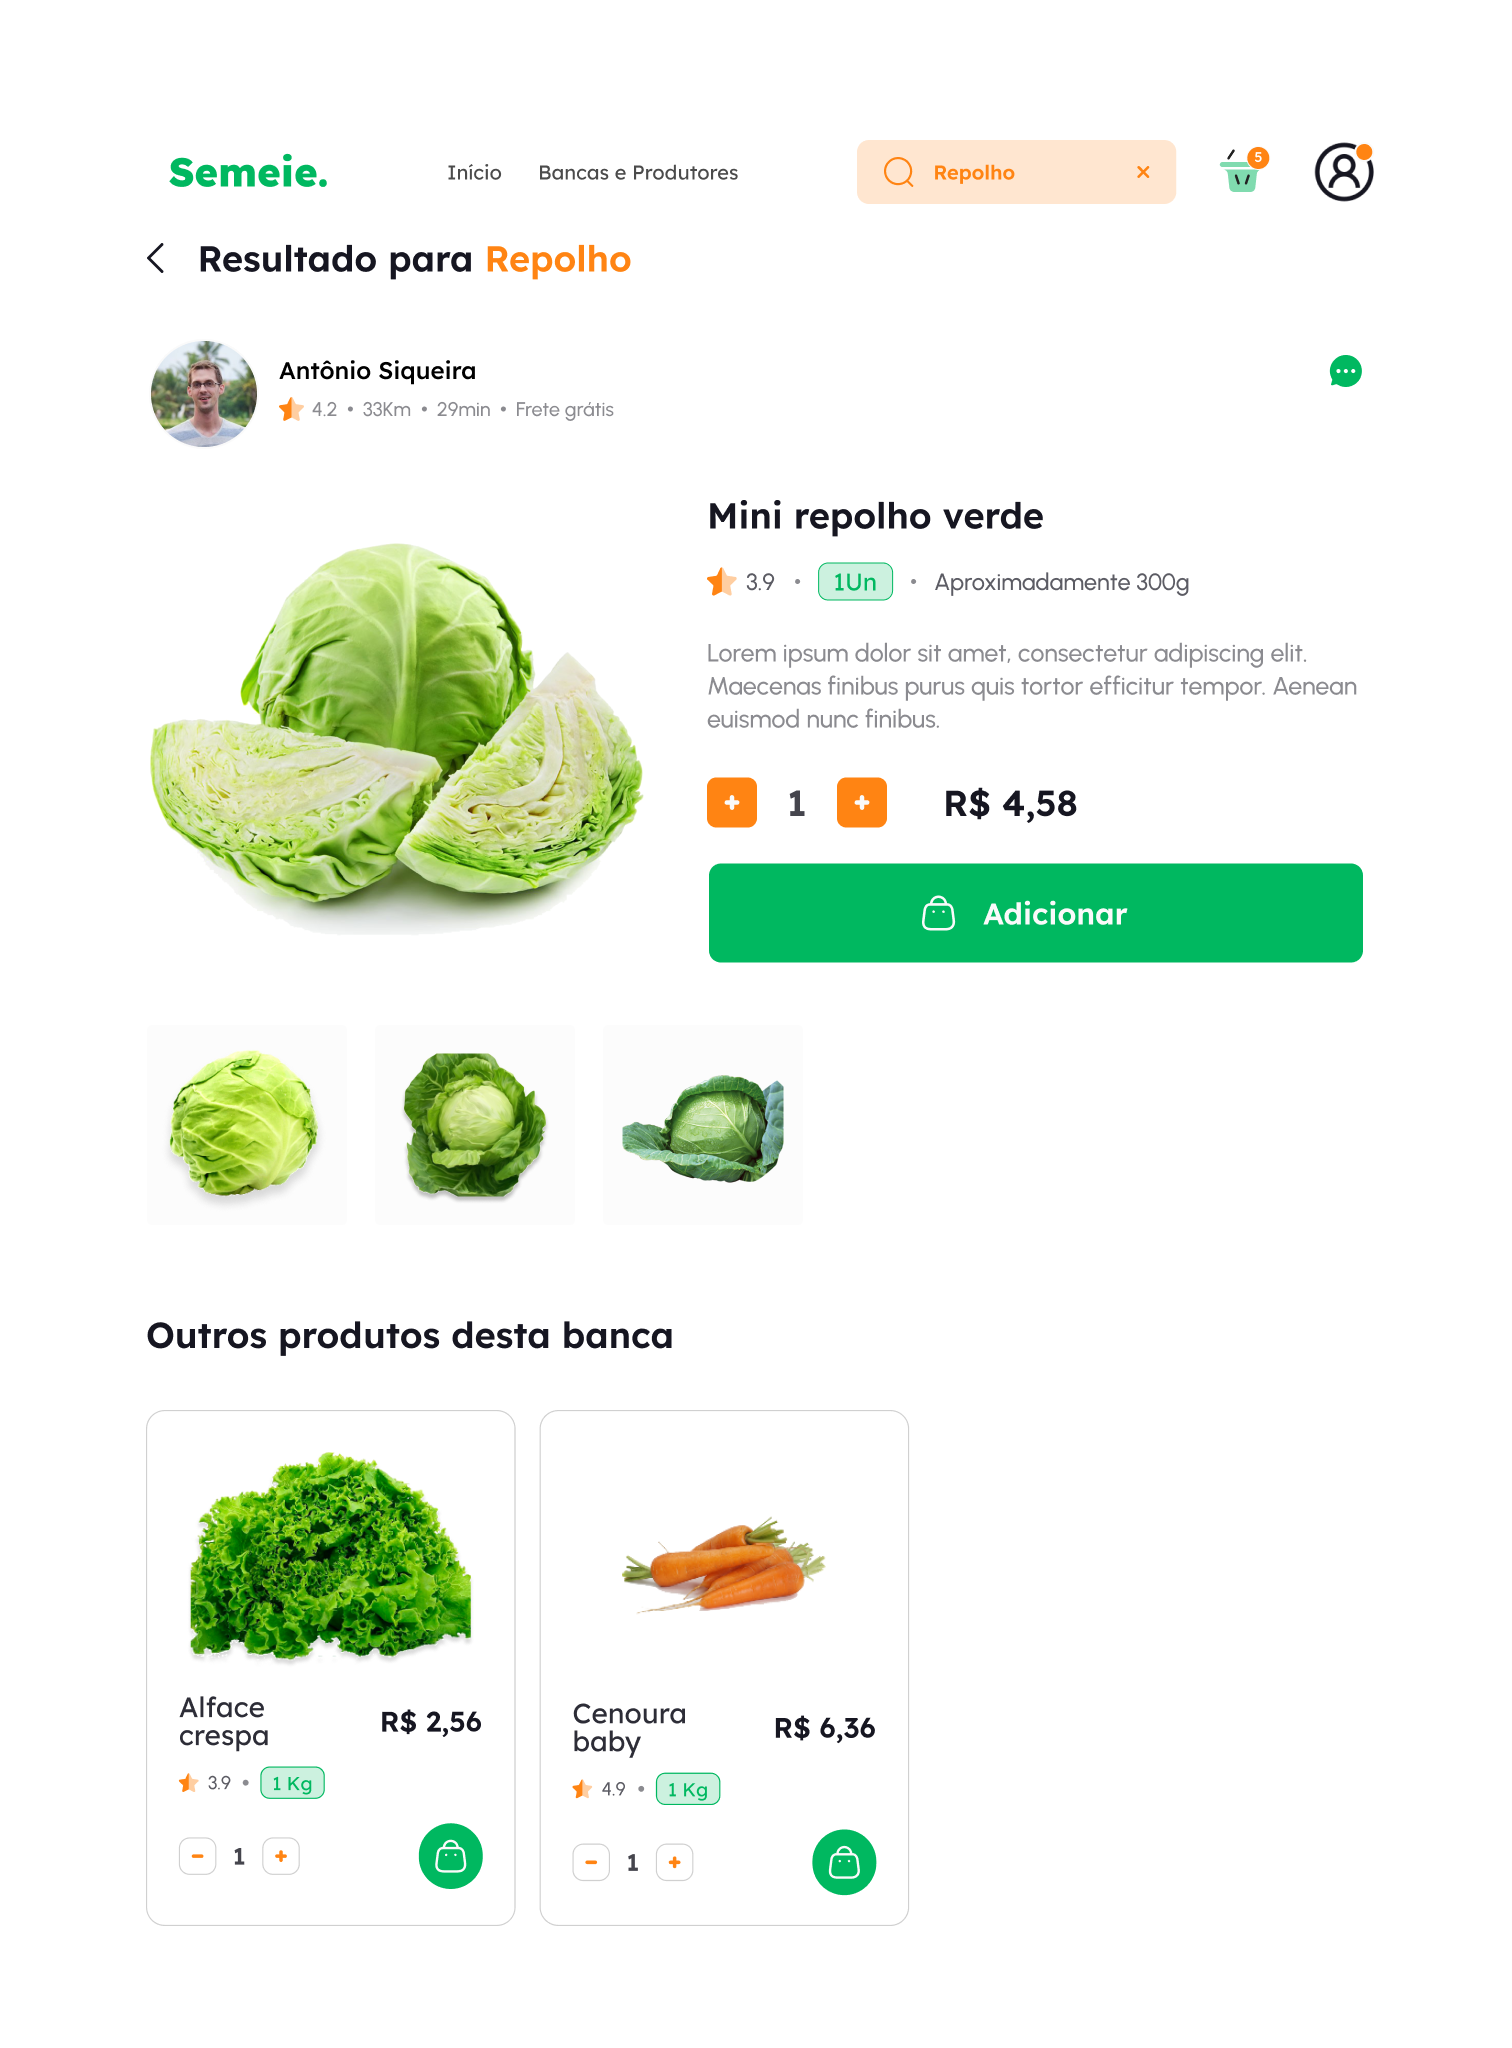 Semeie.
Início
Bancas e Produtores
Repolho
5
Resultado para Repolho
Antônio Siqueira
4.2 • 33Km • 29min • Frete grátis
Mini repolho verde
3.9 • 1Un • Aproximadamente 300g
Lorem ipsum dolor sit amet, consectetur adipiscing elit.
Maecenas finibus purus quis tortor efficitur tempor. Aenean
euismod nunc finibus.
+ 1 + R$ 4,58
Adicionar
Outros produtos desta banca
Alface
crespa
R$ 2,56
3.9 • 1 Kg
- 1 +
Cenoura
baby
R$ 6,36
4.9 • 1 Kg
- 1 +